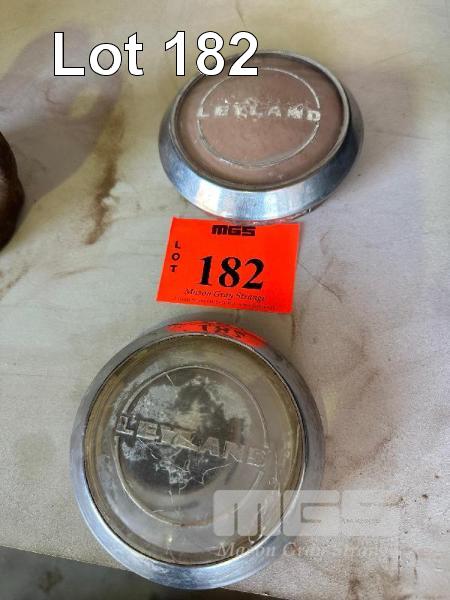 Lot 182
LEYLAND
MGS
LOT
182
Mason Gray Strange
LEYLAND
MGS
Mason Gray Strange